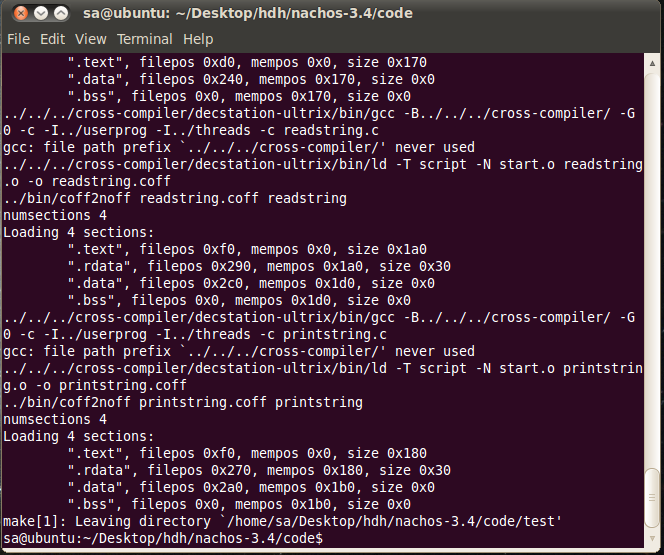 sa@ubuntu: ~/Desktop/hdh/nachos-3.4/code
File Edit View Terminal Help
".text", filepos 0xd0, mempos 0x0, size 0x170
".data", filepos 0x240, mempos 0x170, size 0x0
".bss", filepos 0x0, mempos 0x170, size 0x0
../../../cross-compiler/decstation-ultrix/bin/gcc -B../../../cross-compiler/ -G
0 -c -I../userprog -I../threads -c readstring.c
gcc: file path prefix `../../../cross-compiler/' never used
../../../cross-compiler/decstation-ultrix/bin/ld -T script -N start.o readstring
.o -o readstring.coff
../bin/coff2noff readstring.coff readstring
numsections 4
Loading 4 sections:
".text", filepos 0xf0, mempos 0x0, size 0x1a0
".rdata", filepos 0x290, mempos 0x1a0, size 0x30
".data", filepos 0x2c0, mempos 0x1d0, size 0x0
".bss", filepos 0x0, mempos 0x1d0, size 0x0
../../../cross-compiler/decstation-ultrix/bin/gcc -B../../../cross-compiler/ -G
0 -c -I../userprog -I../threads -c printstring.c
gcc: file path prefix `../../../cross-compiler/' never used
../../../cross-compiler/decstation-ultrix/bin/ld -T script -N start.o printstrin
g.o -o printstring.coff
../bin/coff2noff printstring.coff printstring
numsections 4
Loading 4 sections:
".text", filepos 0xf0, mempos 0x0, size 0x180
".rdata", filepos 0x270, mempos 0x180, size 0x30
".data", filepos 0x2a0, mempos 0x1b0, size 0x0
".bss", filepos 0x0, mempos 0x1b0, size 0x0
make[1]: Leaving directory `/home/sa/Desktop/hdh/nachos-3.4/code/test'
sa@ubuntu:~/Desktop/hdh/nachos-3.4/code$